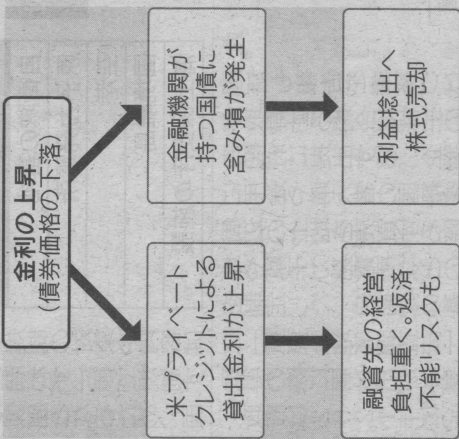 金利の上昇
(債券価格の下落)
米プライベート
クレジットによる
貸出金利が上昇
金融機関が
持つ国債に
含み損が発生
融資先の経営
負担重く。返済
不能リスクも
利益捻出へ
株式売却